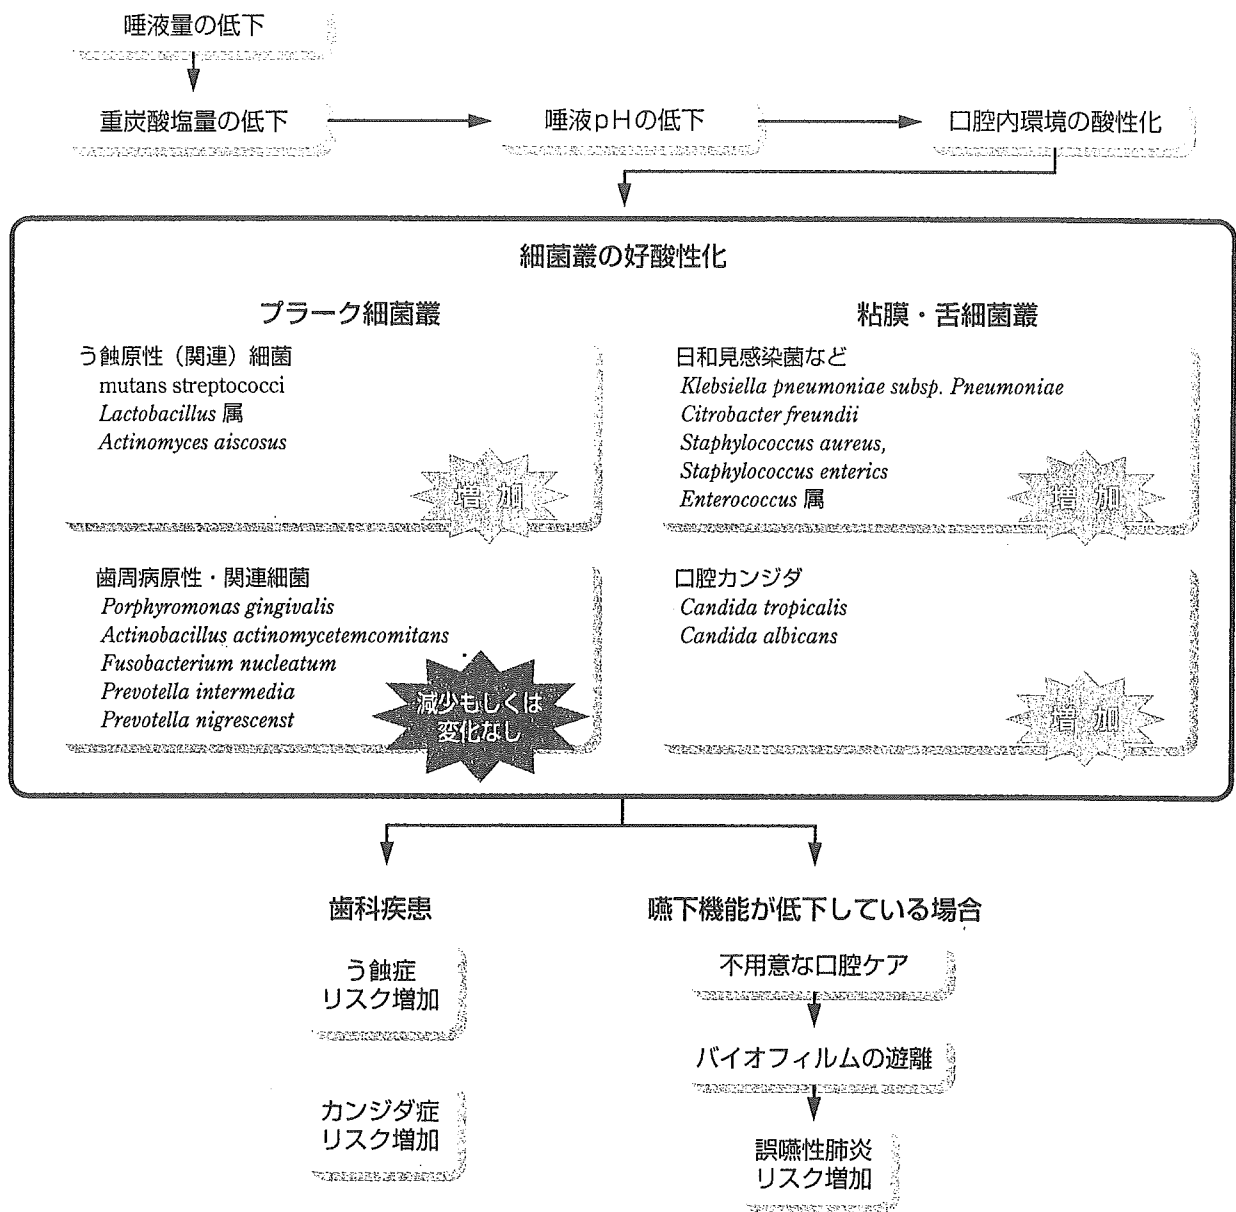 唾液量の低下
重炭酸塩量の低下
唾液pHの低下
口腔内環境の酸性化
細菌叢の好酸性化
プラーク細菌叢
う蝕原性（関連）細菌
mutans streptococci
Lactobacillus 属
Actinomyces aiscosus
増 加
歯周病原性・関連細菌
Porphyromonas gingivalis
Actinobacillus actinomycetemcomitans
Fusobacterium nucleatum
Prevotella intermedia
Prevotella nigrescenst
減少もしくは
変化なし
粘膜・舌細菌叢
日和見感染菌など
Klebsiella pneumoniae subsp. Pneumoniae
Citrobacter freundii
Staphylococcus aureus,
Staphylococcus enterics
Enterococcus 属
増 加
口腔カンジダ
Candida tropicalis
Candida albicans
増 加
歯科疾患
う蝕症
リスク増加
カンジダ症
リスク増加
嚥下機能が低下している場合
不用意な口腔ケア
バイオフィルムの遊離
誤嚥性肺炎
リスク増加